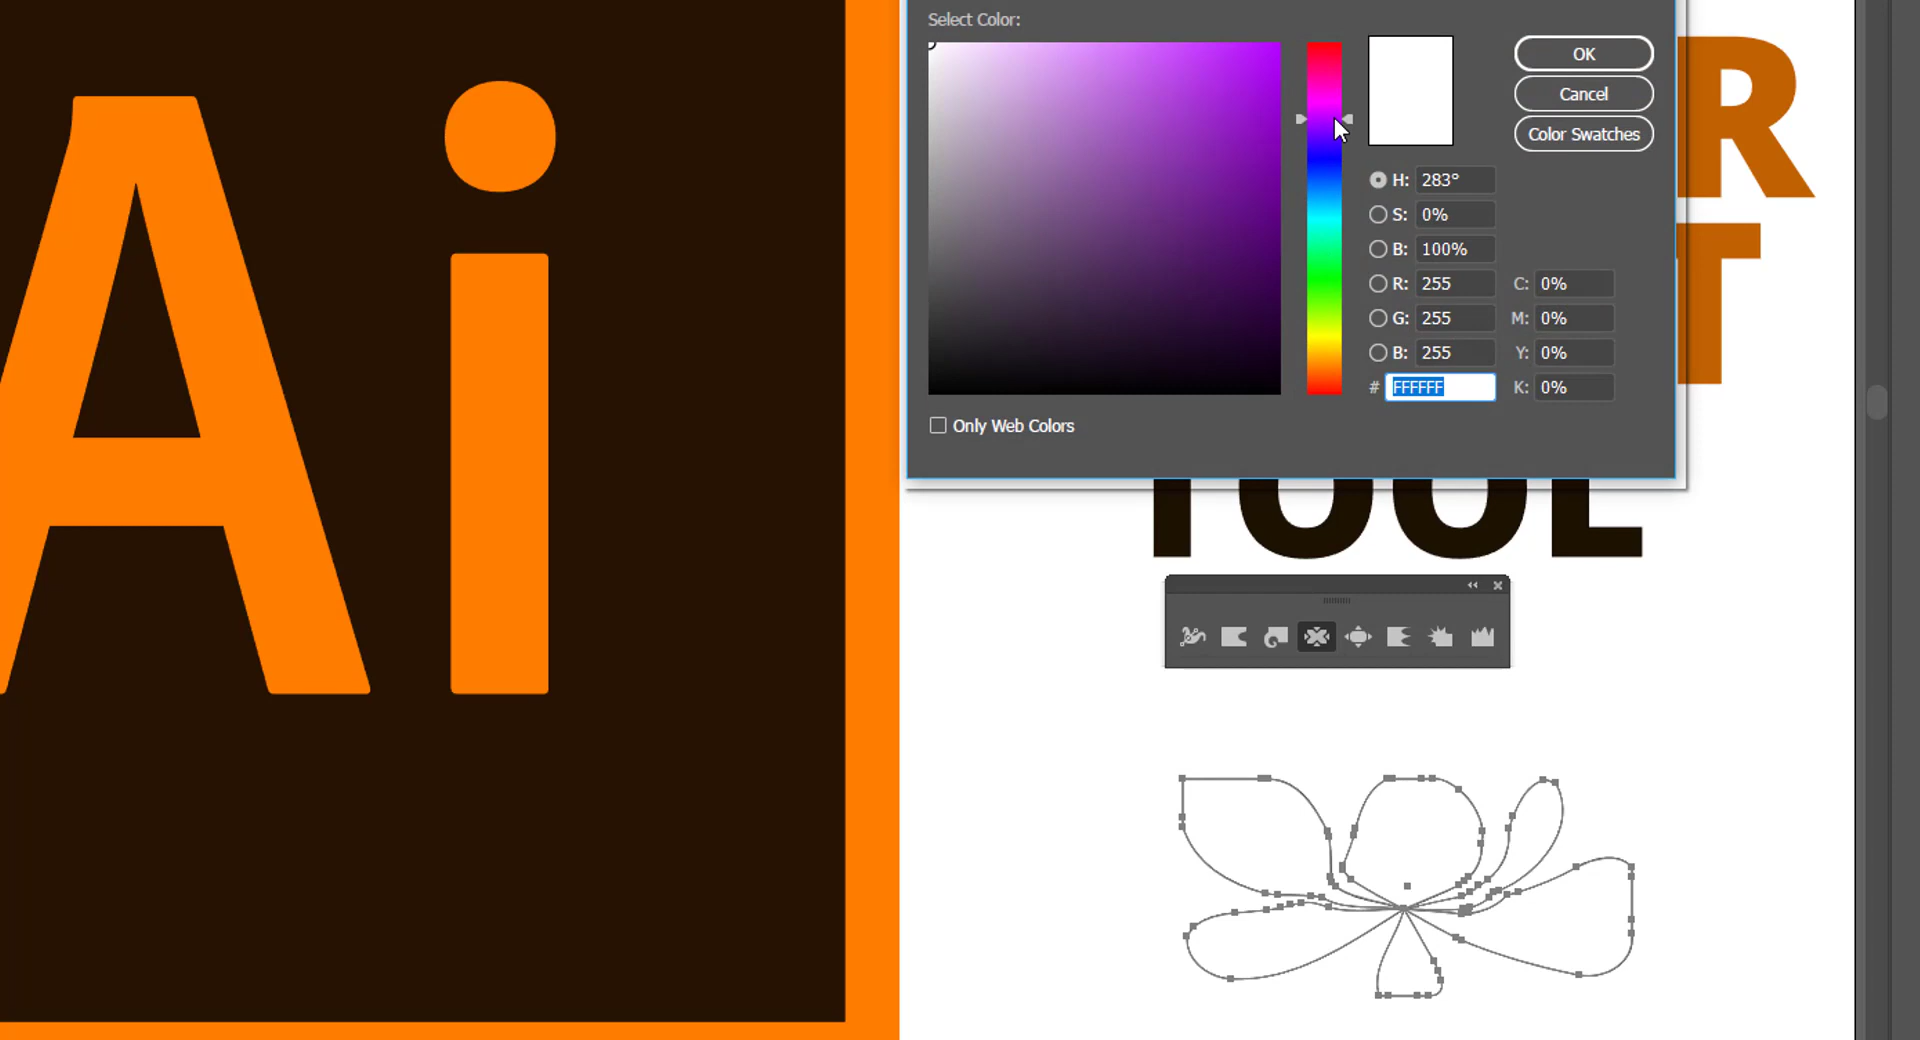 Ai
Select Color:
OK
Cancel
Color Swatches
H: 283°
S: 0%
B: 100%
R: 255
C: 0%
G: 255
M: 0%
B: 255
Y: 0%
# FFFFFF
K: 0%
Only Web Colors
R
T
TOOL